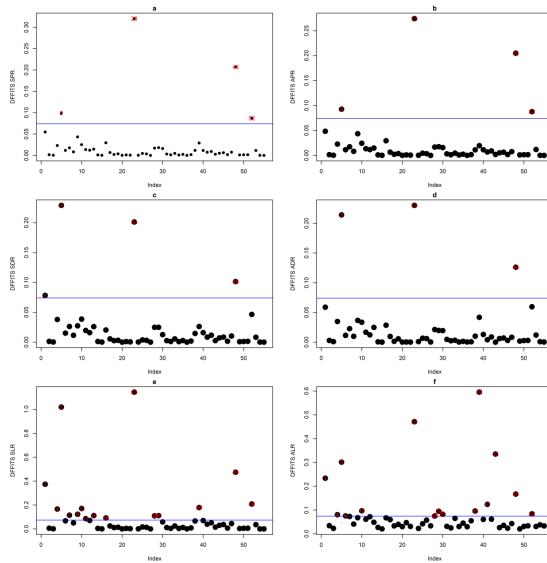 a
DFFITS SPR
0.00 0.05 0.10 0.15 0.20 0.25 0.30
0 10 20 30 40 50
Index
b
DFFITS APR
0.00 0.05 0.10 0.15 0.20 0.25
0 10 20 30 40 50
Index
c
DFFITS SDR
0.00 0.05 0.10 0.15 0.20
0 10 20 30 40 50
Index
d
DFFITS ADR
0.00 0.05 0.10 0.15 0.20
0 10 20 30 40 50
Index
e
DFFITS SLR
0.0 0.2 0.4 0.6 0.8 1.0
0 10 20 30 40 50
Index
f
DFFITS ALR
0.0 0.1 0.2 0.3 0.4 0.5 0.6
0 10 20 30 40 50
Index